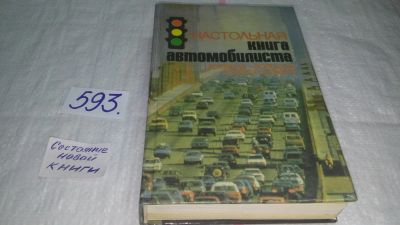 НАСТОЛЬНАЯ
книга
автомобилиста
593.
Состояние
новой
книги